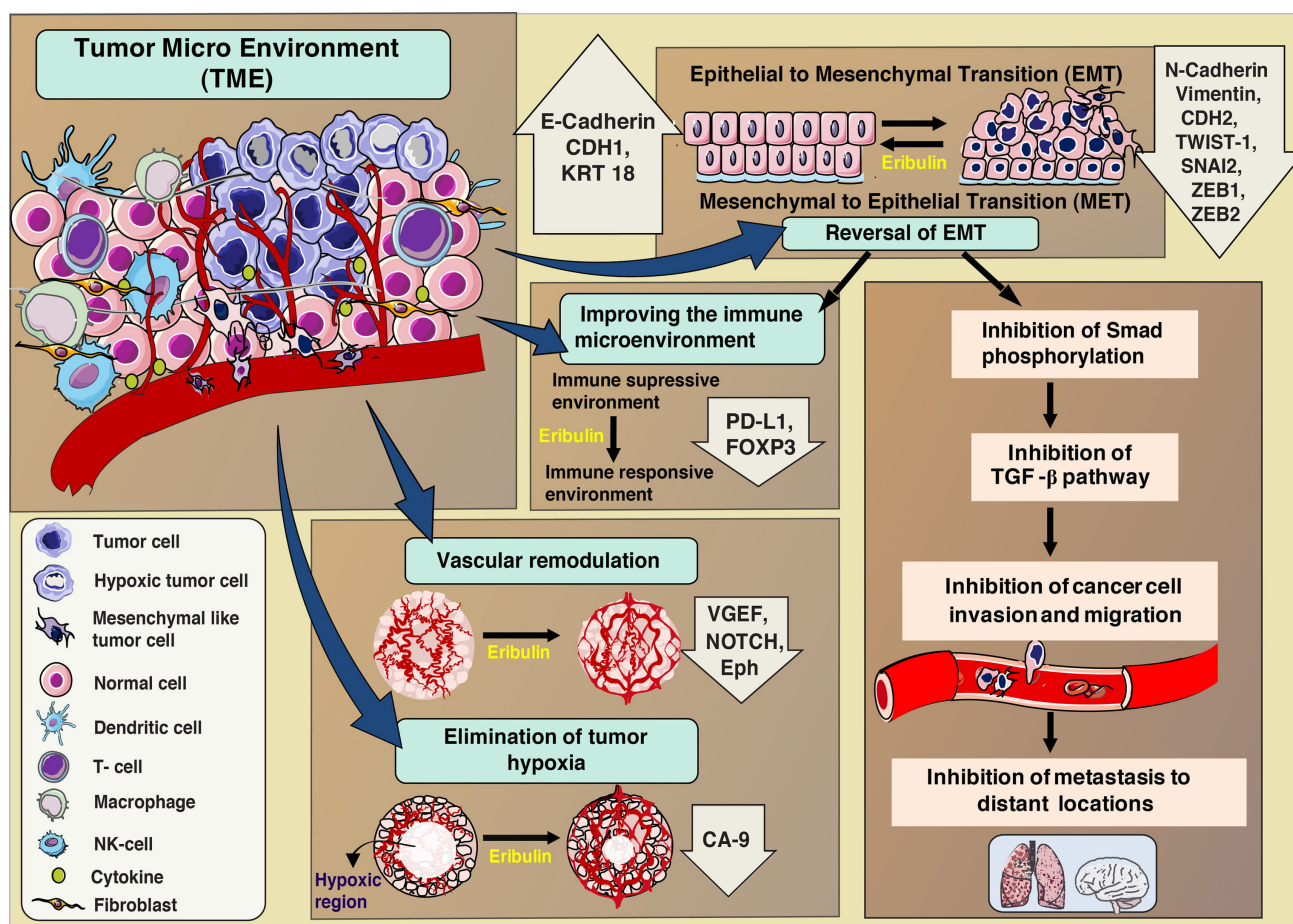 Tumor Micro Environment
(TME)
E-Cadherin
CDH1,
KRT 18
Epithelial to Mesenchymal Transition (EMT)
Eribulin
Mesenchymal to Epithelial Transition (MET)
Reversal of EMT
N-Cadherin
Vimentin,
CDH2,
TWIST-1,
SNAI2,
ZEB1,
ZEB2
Improving the immune
microenvironment
Immune supressive
environment
Eribulin
Immune responsive
environment
PD-L1,
FOXP3
Inhibition of Smad
phosphorylation
Inhibition of
TGF -β pathway
Inhibition of cancer cell
invasion and migration
Inhibition of metastasis to
distant locations
Vascular remodulation
Eribulin
VGEF,
NOTCH,
Eph
Elimination of tumor
hypoxia
Eribulin
Hypoxic
region
CA-9
Tumor cell
Hypoxic tumor cell
Mesenchymal like
tumor cell
Normal cell
Dendritic cell
T- cell
Macrophage
NK-cell
Cytokine
Fibroblast